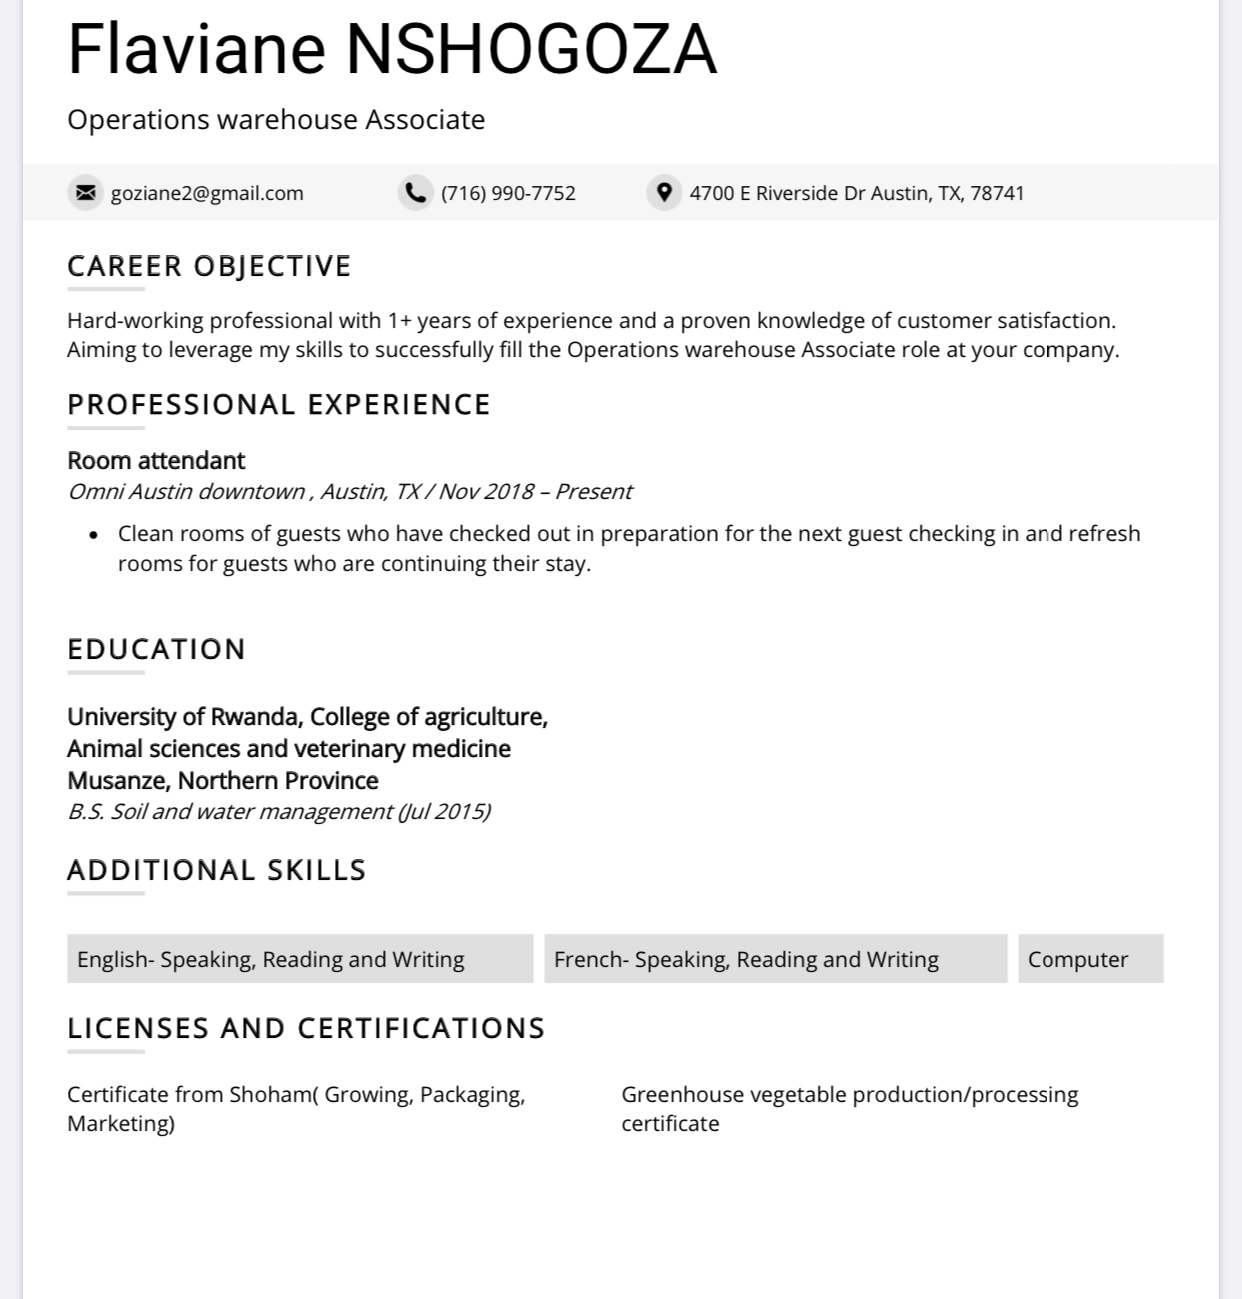 Flaviane NSHOGOZA
Operations warehouse Associate
goziane2@gmail.com (716) 990-7752 4700 E Riverside Dr Austin, TX, 78741
CAREER OBJECTIVE
Hard-working professional with 1+ years of experience and a proven knowledge of customer satisfaction.
Aiming to leverage my skills to successfully fill the Operations warehouse Associate role at your company.
PROFESSIONAL EXPERIENCE
Room attendant
Omni Austin downtown , Austin, TX / Nov 2018 – Present
• Clean rooms of guests who have checked out in preparation for the next guest checking in and refresh
rooms for guests who are continuing their stay.
EDUCATION
University of Rwanda, College of agriculture,
Animal sciences and veterinary medicine
Musanze, Northern Province
B.S. Soil and water management (Jul 2015)
ADDITIONAL SKILLS
English- Speaking, Reading and Writing French- Speaking, Reading and Writing Computer
LICENSES AND CERTIFICATIONS
Certificate from Shoham( Growing, Packaging,
Marketing)
Greenhouse vegetable production/processing
certificate